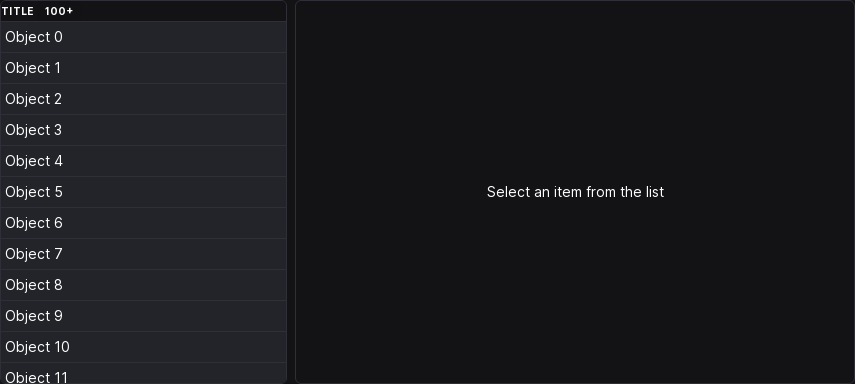 TITLE 100+
Object 0
Object 1
Object 2
Object 3
Object 4
Object 5
Object 6
Object 7
Object 8
Object 9
Object 10
Object 11
Select an item from the list